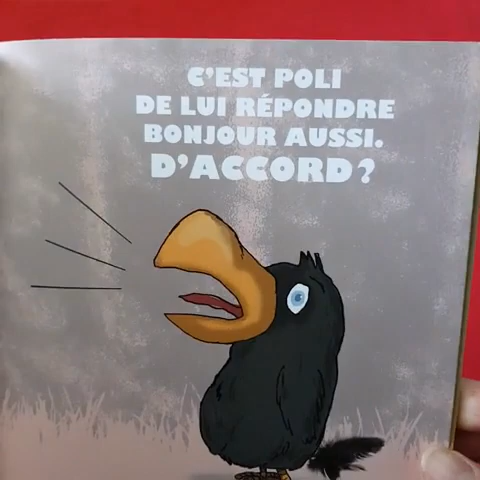 C'EST POLI
DE LUI RÉPONDRE
BONJOUR AUSSI.
D'ACCORD?